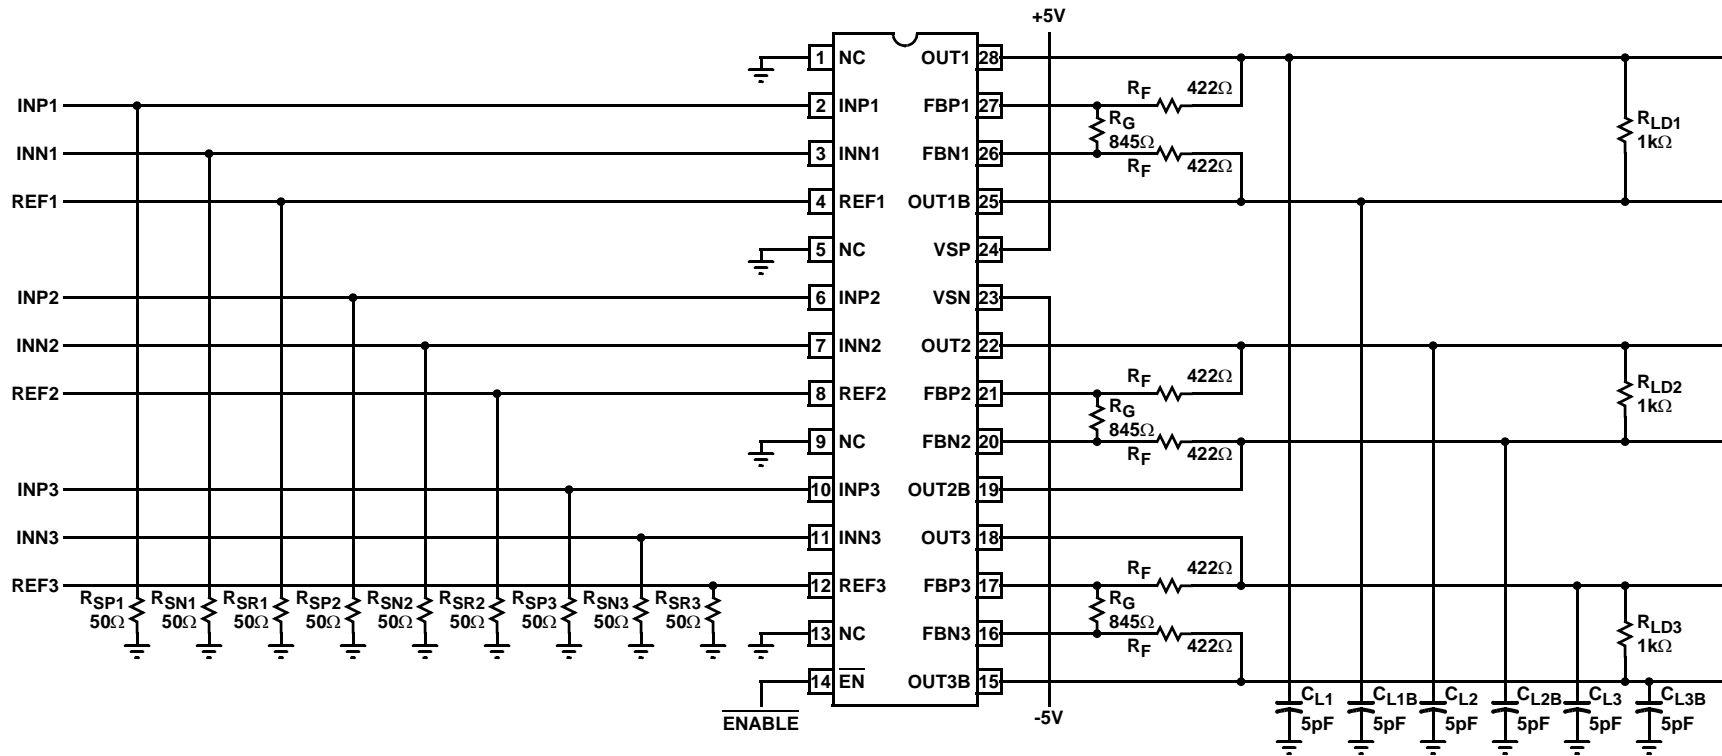 +5V
1 NC OUT1 28
INP1 2 INP1 FBP1 27 RF 422Ω
RG 845Ω
RLD1 1kΩ
INN1 3 INN1 FBN1 26 RF 422Ω
REF1 4 REF1 OUT1B 25
5 NC VSP 24
INP2 6 INP2 VSN 23
INN2 7 INN2 OUT2 22
REF2 8 REF2 FBP2 21 RF 422Ω
RG 845Ω
RLD2 1kΩ
9 NC FBN2 20 RF 422Ω
INP3 10 INP3 OUT2B 19
INN3 11 INN3 OUT3 18
REF3 12 REF3 FBP3 17 RF 422Ω
RSP1 RSN1 RSR1 RSP2 RSN2 RSR2 RSP3 RSN3 RSR3
50Ω 50Ω 50Ω 50Ω 50Ω 50Ω 50Ω 50Ω 50Ω
RG 845Ω
13 NC FBN3 16 RF 422Ω
RLD3 1kΩ
14 EN OUT3B 15
ENABLE
-5V
CL1 CL1B CL2 CL2B CL3 CL3B
5pF 5pF 5pF 5pF 5pF 5pF